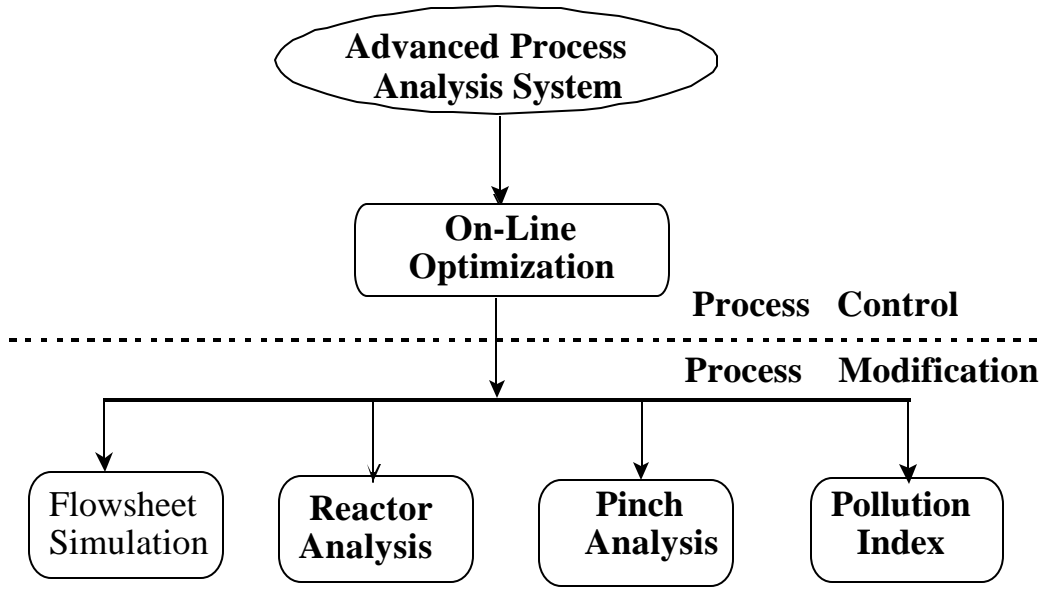 Advanced Process
Analysis System
On-Line
Optimization
Process Control
Process Modification
Flowsheet
Simulation
Reactor
Analysis
Pinch
Analysis
Pollution
Index